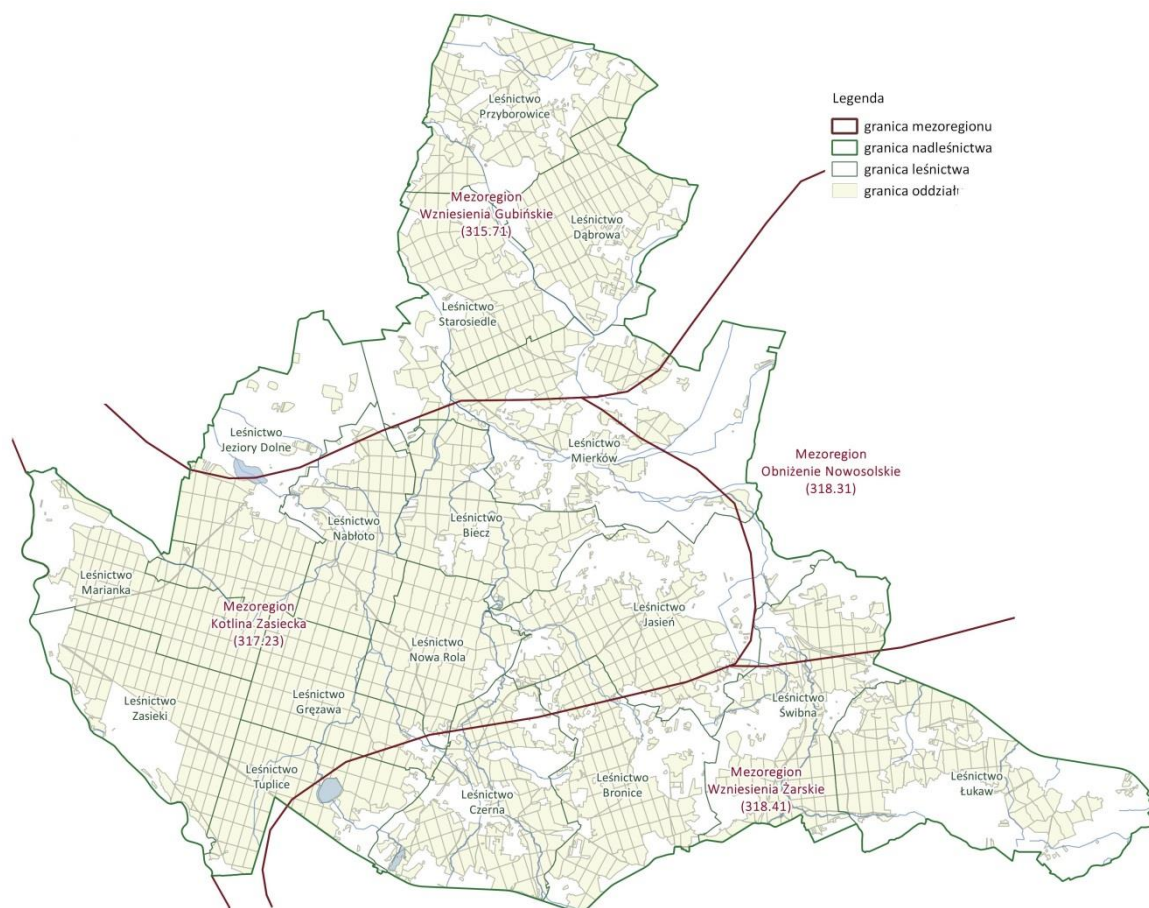 Legenda
granica mezoregionu
granica nadleśnictwa
granica leśnictwa
granica oddział
Leśnictwo
Przyborowice
Mezoregion
Wzniesienia Gubińskie
(315.71)
Leśnictwo
Dąbrowa
Leśnictwo
Starosiedle
Leśnictwo
Jeziory Dolne
Leśnictwo
Mierków
Mezoregion
Obniżenie Nowosolskie
(318.31)
Leśnictwo
Nabłoto
Leśnictwo
Biecz
Leśnictwo
Marianka
Mezoregion
Kotlina Zasiecka
(317.23)
Leśnictwo
Jasień
Leśnictwo
Nowa Rola
Leśnictwo
Zasieki
Leśnictwo
Gręzawa
Leśnictwo
Świbna
Leśnictwo
Tuplice
Leśnictwo
Czerna
Leśnictwo
Bronice
Mezoregion
Wzniesienia Żarskie
(318.41)
Leśnictwo
Łukaw